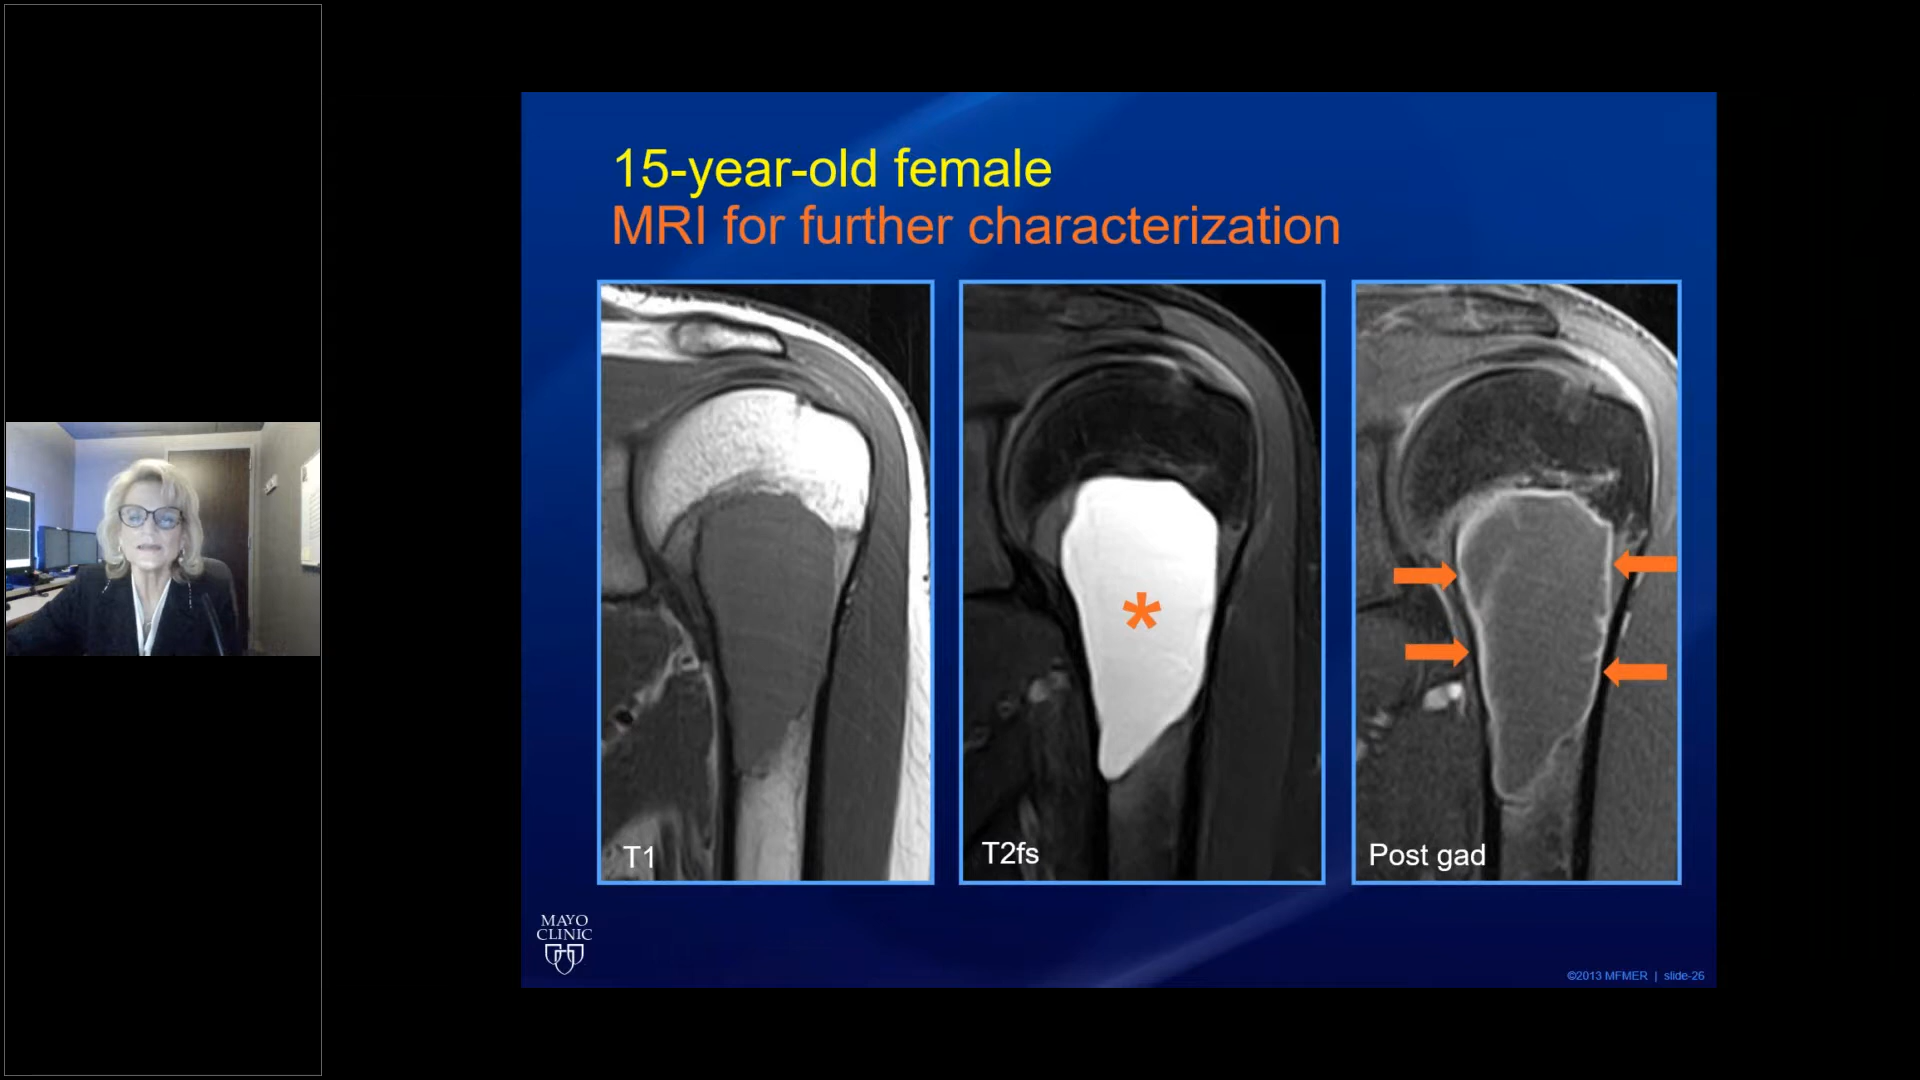 15-year-old female
MRI for further characterization
*
T1
T2fs
Post gad
MAYO
CLINIC
©2013 MFMER | slide-26